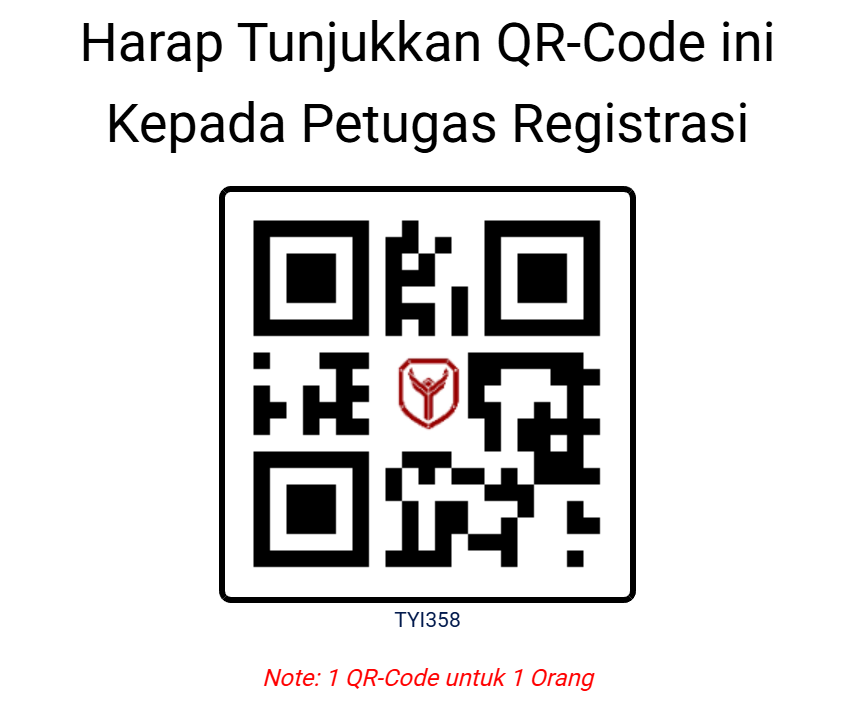 Harap Tunjukkan QR-Code ini
Kepada Petugas Registrasi
TYI358
Note: 1 QR-Code untuk 1 Orang